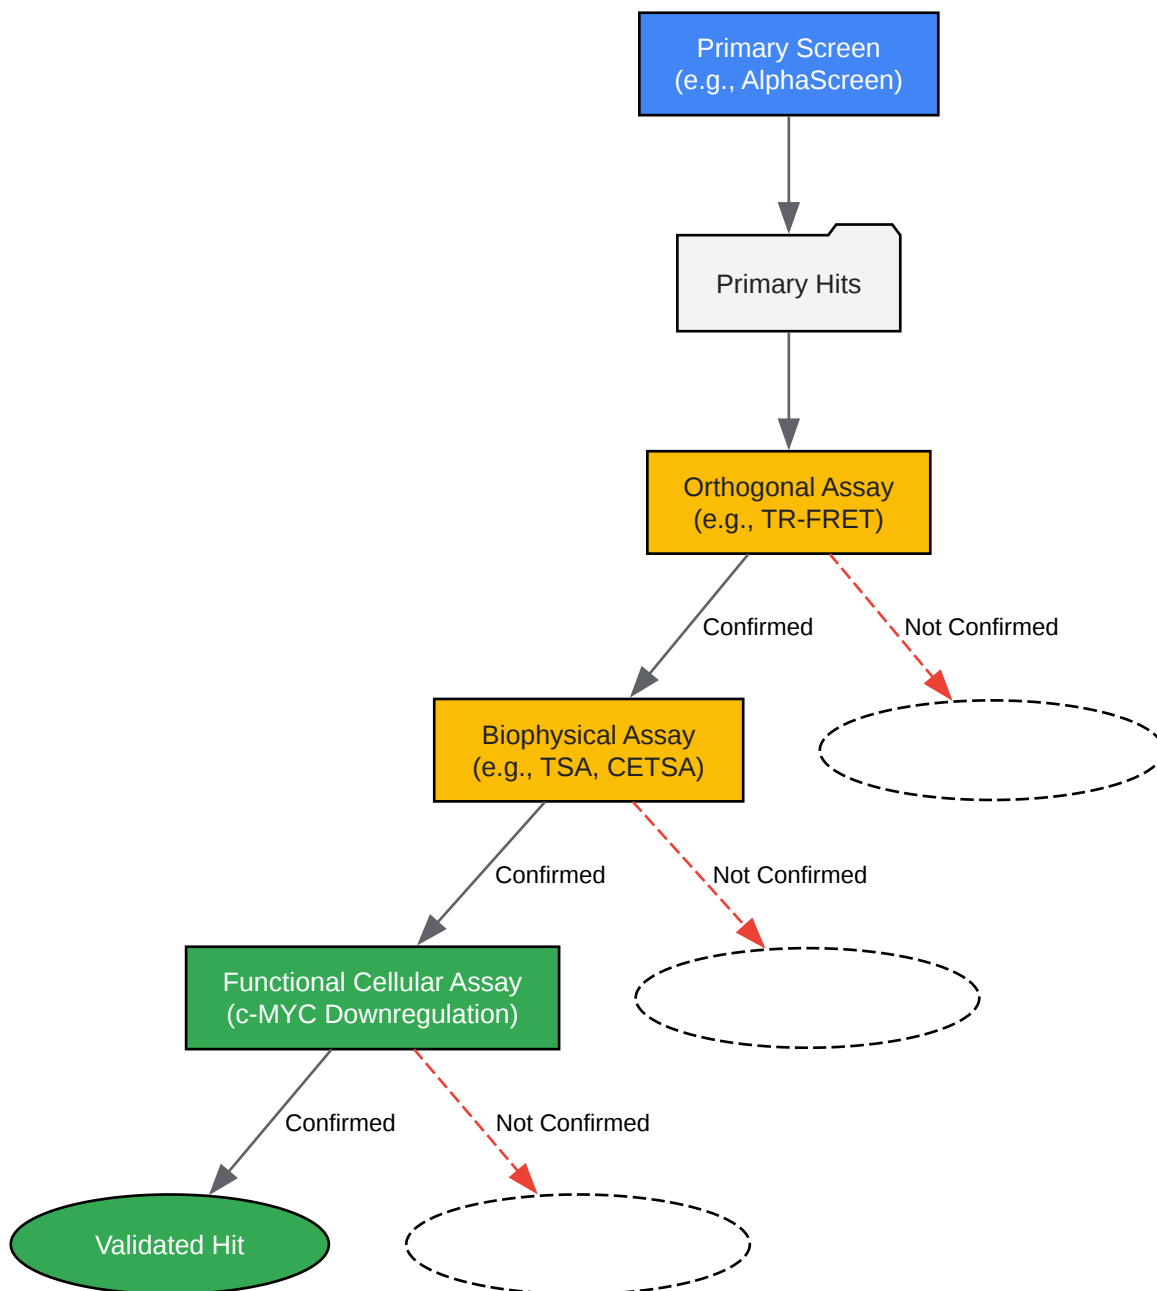 Primary Screen
(e.g., AlphaScreen)
Primary Hits
Orthogonal Assay
(e.g., TR-FRET)
Confirmed
Not Confirmed
Biophysical Assay
(e.g., TSA, CETSA)
Confirmed
Not Confirmed
Functional Cellular Assay
(c-MYC Downregulation)
Confirmed
Not Confirmed
Validated Hit